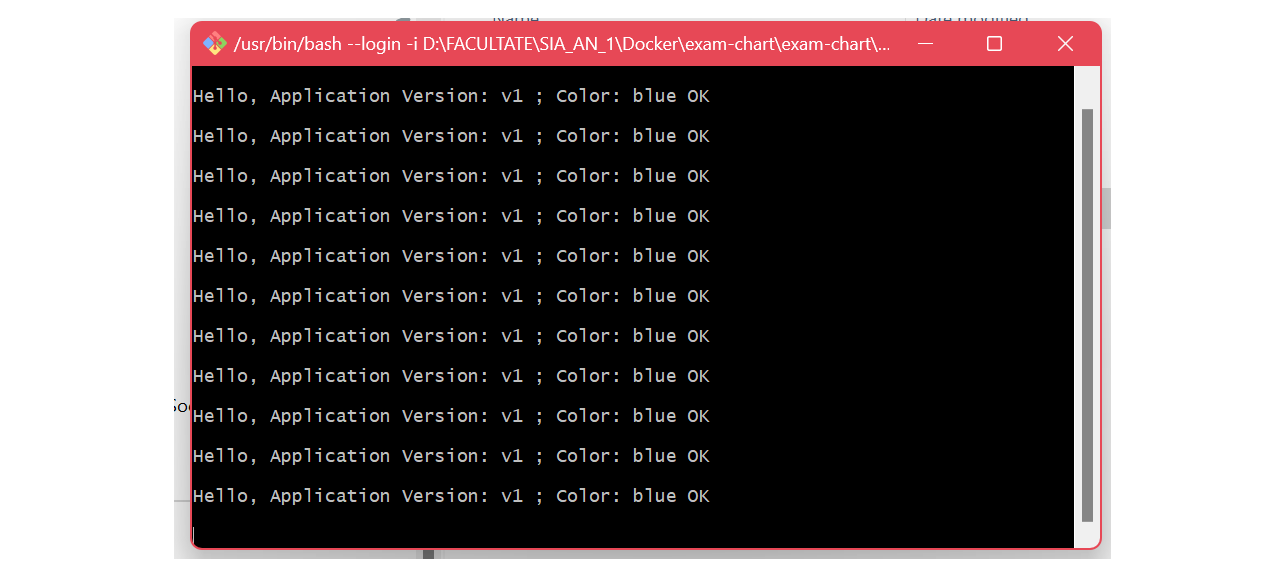 Name
Date modified
/usr/bin/bash --login -i D:\FACULTATE\SIA_AN_1\Docker\exam-chart\exam-chart\...
Hello, Application Version: v1 ; Color: blue OK
Hello, Application Version: v1 ; Color: blue OK
Hello, Application Version: v1 ; Color: blue OK
Hello, Application Version: v1 ; Color: blue OK
Hello, Application Version: v1 ; Color: blue OK
Hello, Application Version: v1 ; Color: blue OK
Hello, Application Version: v1 ; Color: blue OK
Hello, Application Version: v1 ; Color: blue OK
Hello, Application Version: v1 ; Color: blue OK
Hello, Application Version: v1 ; Color: blue OK
Hello, Application Version: v1 ; Color: blue OK